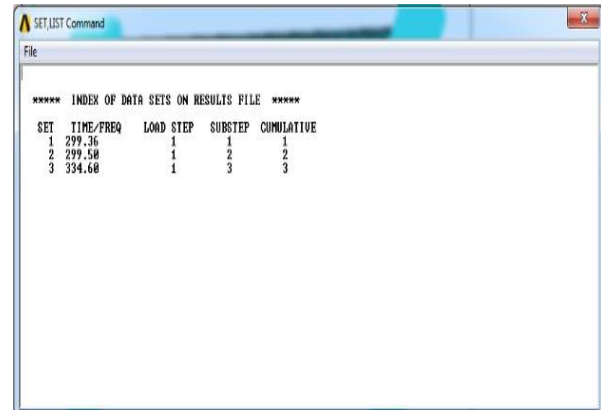 SET,LIST Command
File
***** INDEX OF DATA SETS ON RESULTS FILE *****
SET TIME/FREQ LOAD STEP SUBSTEP CUMULATIVE
1 299.36 1 1 1
2 299.50 1 2 2
3 334.60 1 3 3